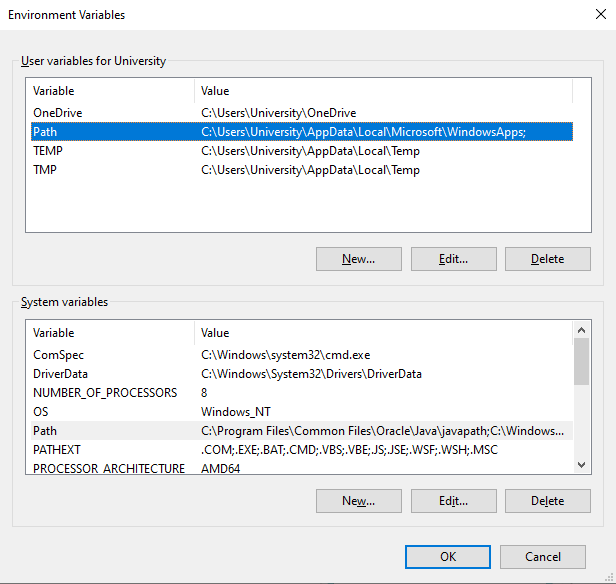 Environment Variables
User variables for University
Variable Value
OneDrive C:\Users\University\OneDrive
Path C:\Users\University\AppData\Local\Microsoft\WindowsApps;
TEMP C:\Users\University\AppData\Local\Temp
TMP C:\Users\University\AppData\Local\Temp
New... Edit... Delete
System variables
Variable Value
ComSpec C:\Windows\system32\cmd.exe
DriverData C:\Windows\System32\Drivers\DriverData
NUMBER_OF_PROCESSORS 8
OS Windows_NT
Path C:\Program Files\Common Files\Oracle\Java\javapath;C:\Windows...
PATHEXT .COM;.EXE;.BAT;.CMD;.VBS;.VBE;.JS;.JSE;.WSF;.WSH;.MSC
PROCESSOR_ARCHITECTURE AMD64
New... Edit... Delete
OK Cancel